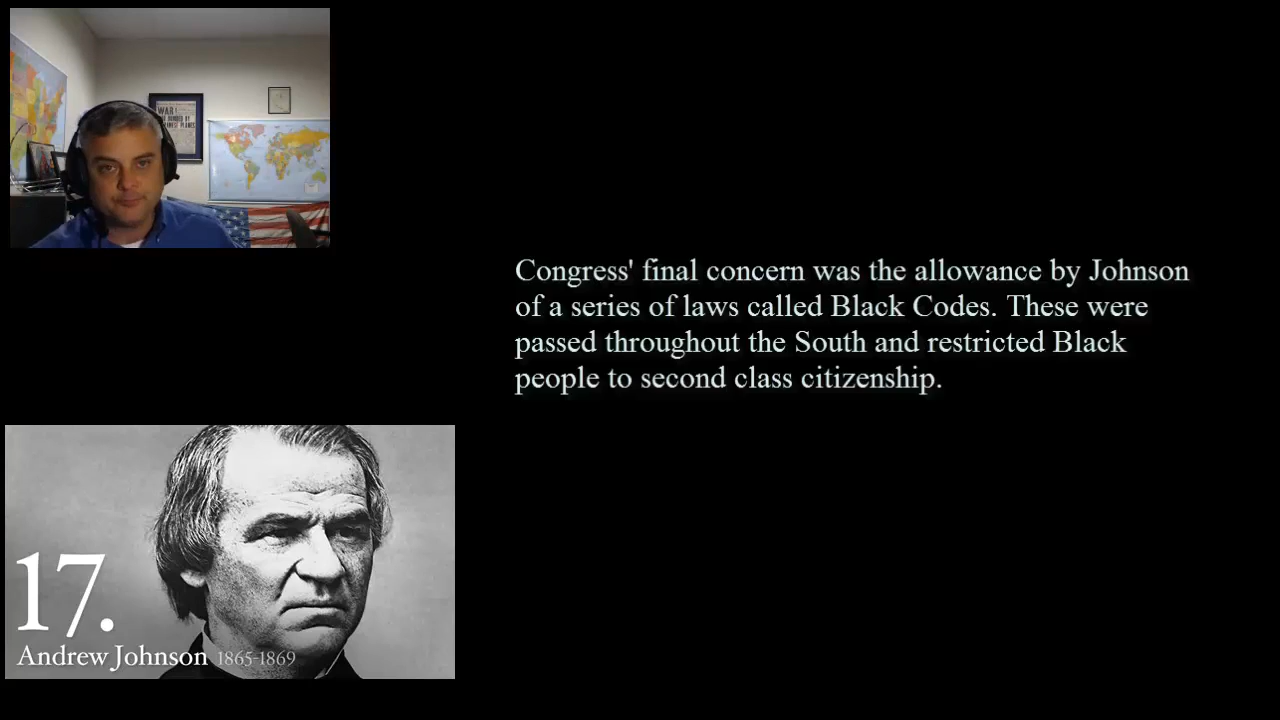 WAR!
Congress' final concern was the allowance by Johnson
of a series of laws called Black Codes. These were
passed throughout the South and restricted Black
people to second class citizenship.
17.
Andrew Johnson 1865-1869